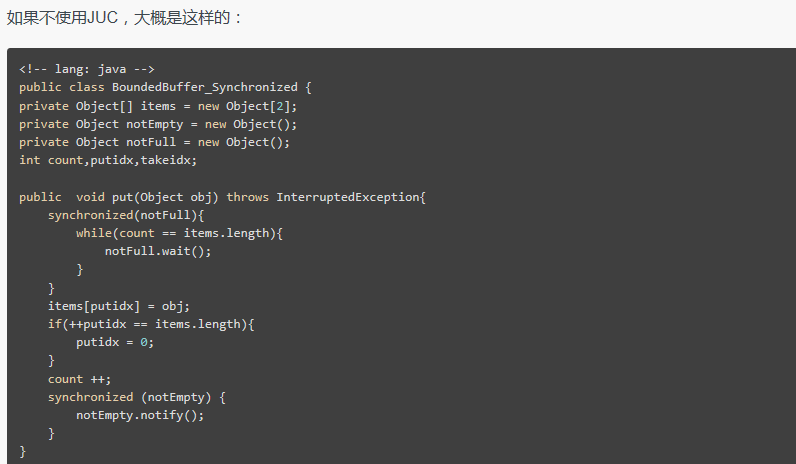 如果不使用JUC，大概是这样的：
<!-- lang: java -->
public class BoundedBuffer_Synchronized {
private Object[] items = new Object[2];
private Object notEmpty = new Object();
private Object notFull = new Object();
int count,putidx,takeidx;

public  void put(Object obj) throws InterruptedException{
    synchronized(notFull){
        while(count == items.length){
            notFull.wait();
        }
    }
    items[putidx] = obj;
    if(++putidx == items.length){
        putidx = 0;
    }
    count ++;
    synchronized (notEmpty) {
        notEmpty.notify();
    }
}